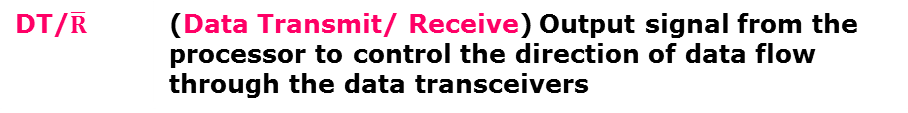 DT/R̅ (Data Transmit/ Receive) Output signal from the
processor to control the direction of data flow
through the data transceivers